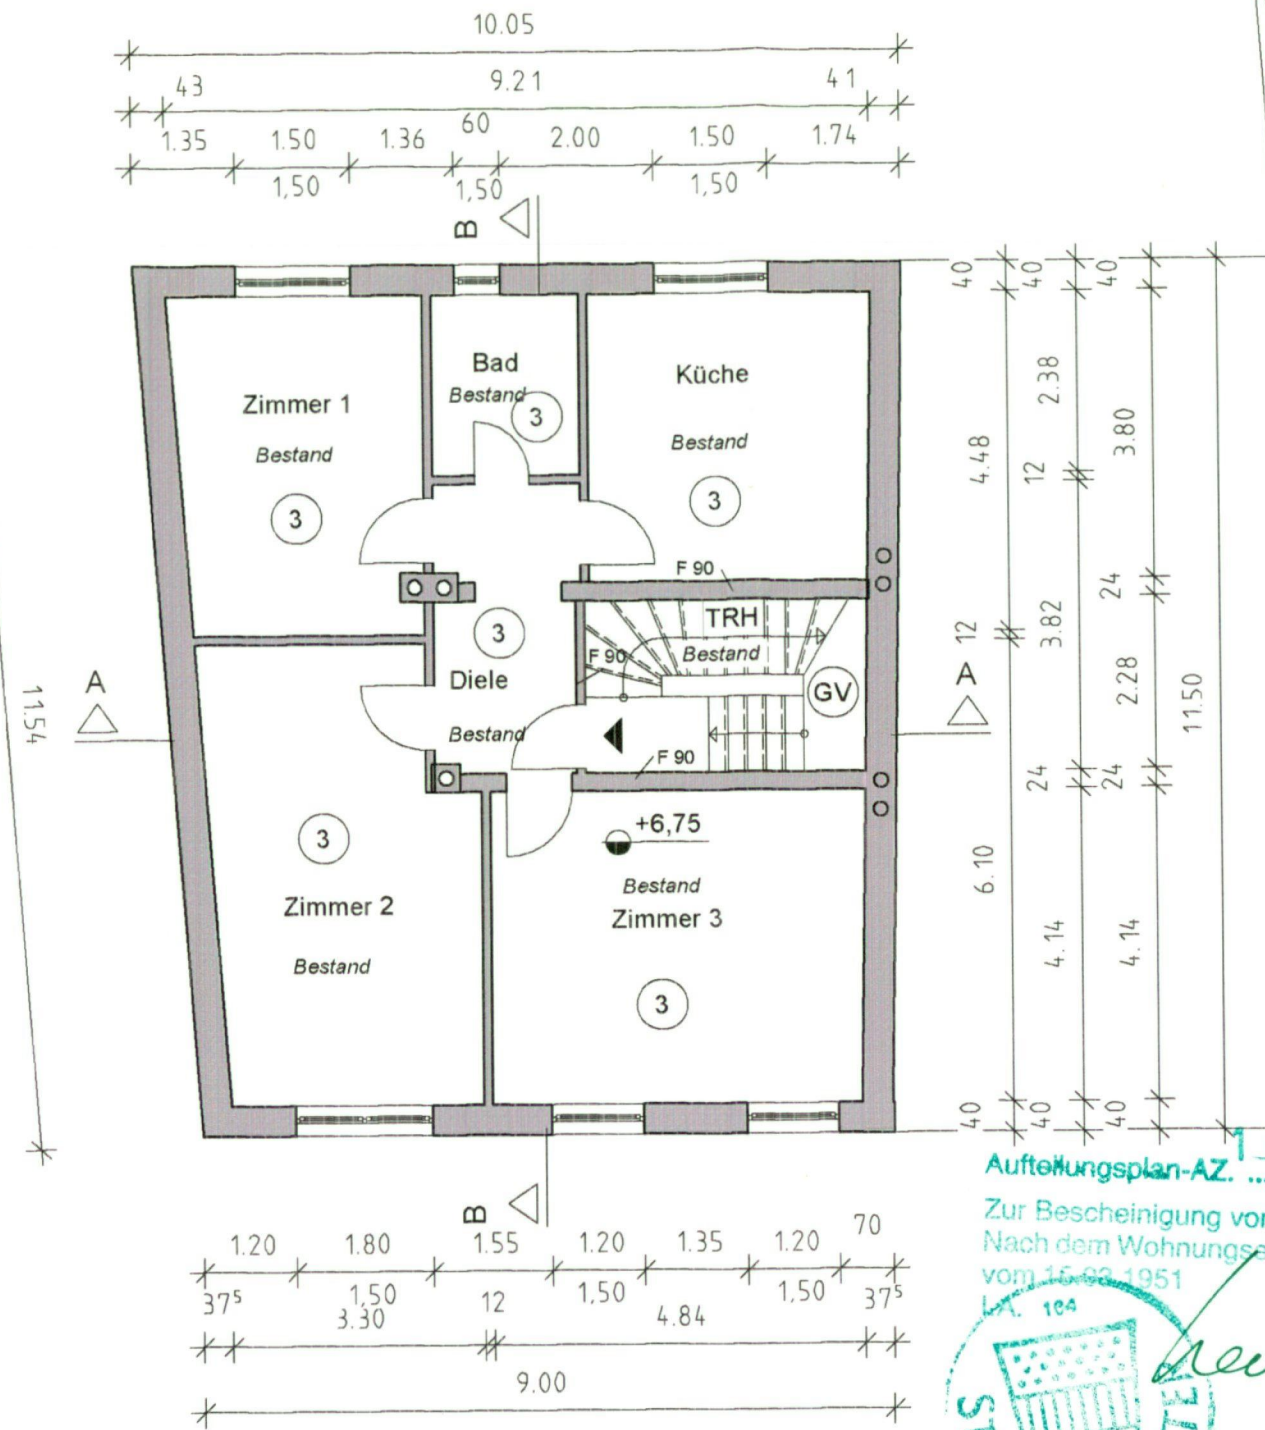 10.05
43 9.21 41
1.35 1.50 1.36 60 2.00 1.50 1.74
1,50 1,50 1,50
B
40 40 40
Zimmer 1
Bestand
3
Bad
Bestand
3
Küche
Bestand
3
F 90
TRH
Bestand
F 90
GV
3
Diele
Bestand
F 90
A
A
11.54
3
Zimmer 2
Bestand
+6,75
Bestand
Zimmer 3
3
4.48
12
6.10
40
2.38
12
3.82
24
4.14
40
3.80
24
2.28
24
4.14
40
11.50
B
1.20 1.80 1.55 1.20 1.35 1.20 70
37⁵ 1,50 12 1,50 1,50 37⁵
3.30 4.84
9.00
Aufteilungsplan-AZ. ...
Zur Bescheinigung
Nach dem
1951
I.A. 164